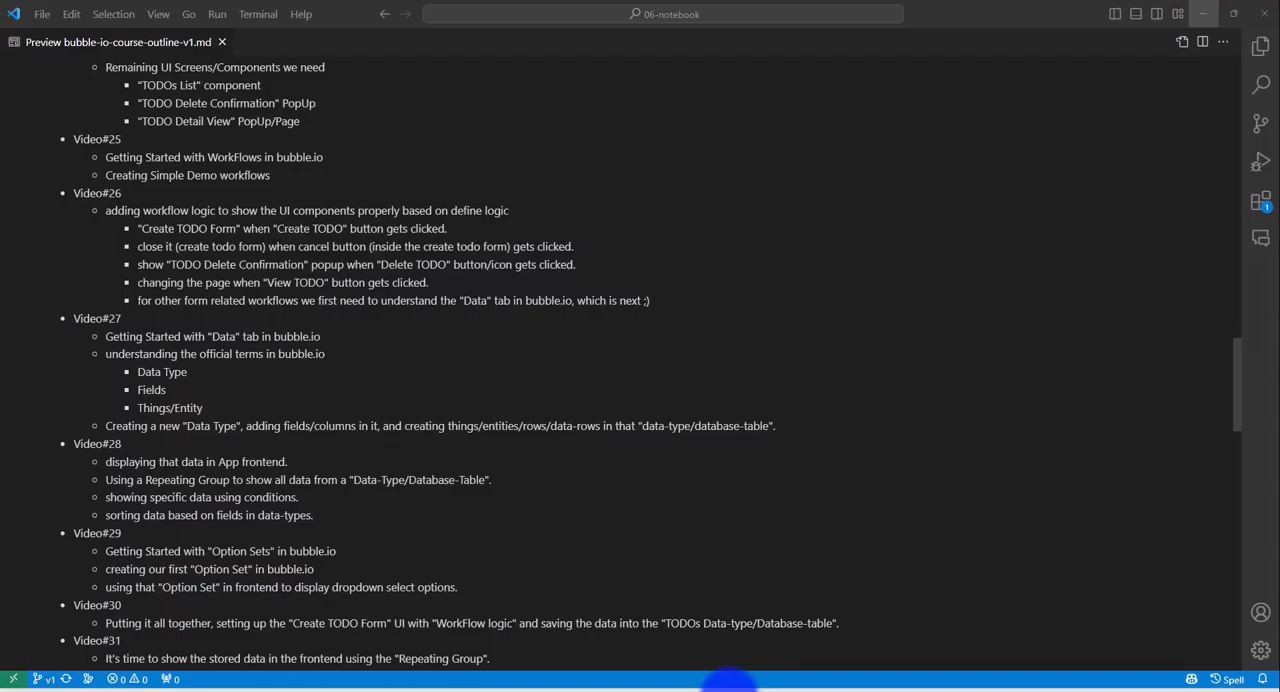 File Edit Selection View Go Run Terminal Help 06-notebook
Preview bubble-io-course-outline-v1.md
Remaining UI Screens/Components we need
"TODOs List" component
"TODO Delete Confirmation" PopUp
"TODO Detail View" PopUp/Page
Video#25
Getting Started with WorkFlows in bubble.io
Creating Simple Demo workflows
Video#26
adding workflow logic to show the UI components properly based on define logic
"Create TODO Form" when "Create TODO" button gets clicked.
close it (create todo form) when cancel button (inside the create todo form) gets clicked.
show "TODO Delete Confirmation" popup when "Delete TODO" button/icon gets clicked.
changing the page when "View TODO" button gets clicked.
for other form related workflows we first need to understand the "Data" tab in bubble.io, which is next ;)
Video#27
Getting Started with "Data" tab in bubble.io
understanding the official terms in bubble.io
Data Type
Fields
Things/Entity
Creating a new "Data Type", adding fields/columns in it, and creating things/entities/rows/data-rows in that "data-type/database-table".
Video#28
displaying that data in App frontend.
Using a Repeating Group to show all data from a "Data-Type/Database-Table".
showing specific data using conditions.
sorting data based on fields in data-types.
Video#29
Getting Started with "Option Sets" in bubble.io
creating our first "Option Set" in bubble.io
using that "Option Set" in frontend to display dropdown select options.
Video#30
Putting it all together, setting up the "Create TODO Form" UI with "WorkFlow logic" and saving the data into the "TODOs Data-type/Database-table".
Video#31
It's time to show the stored data in the frontend using the "Repeating Group".
v1 0 0 0 Spell
1